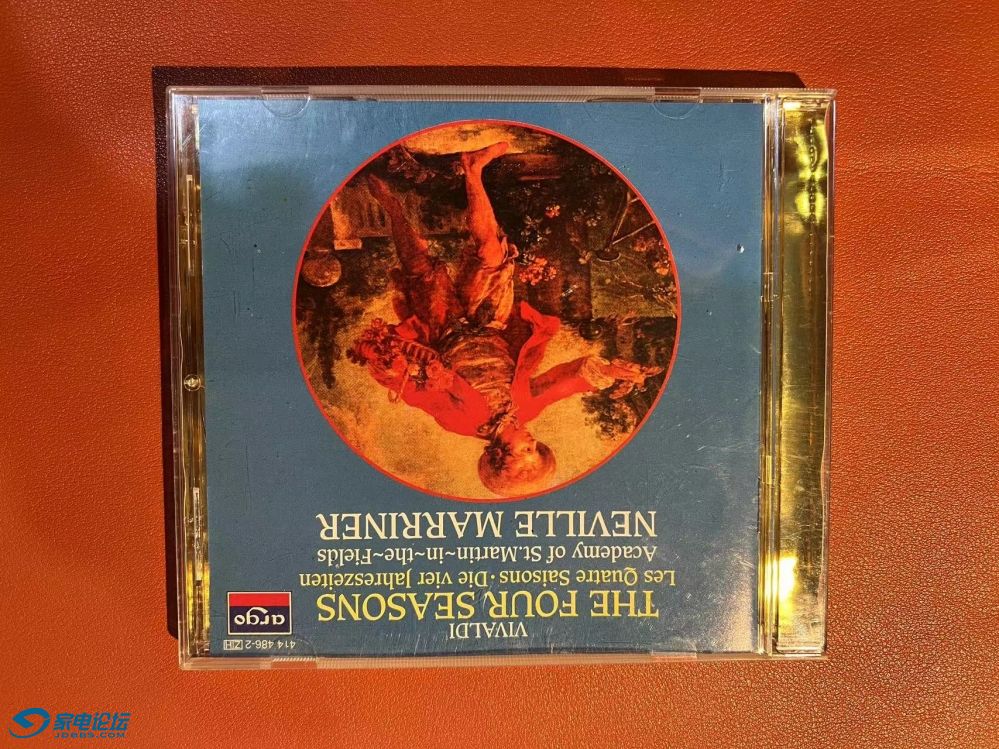 414 486-2 ZH
argo
VIVALDI
THE FOUR SEASONS
Les Quatre Saisons · Die vier Jahreszeiten
Academy of St.Martin~in~the~Fields
NEVILLE MARRINER
家电论坛
JDBBS.COM